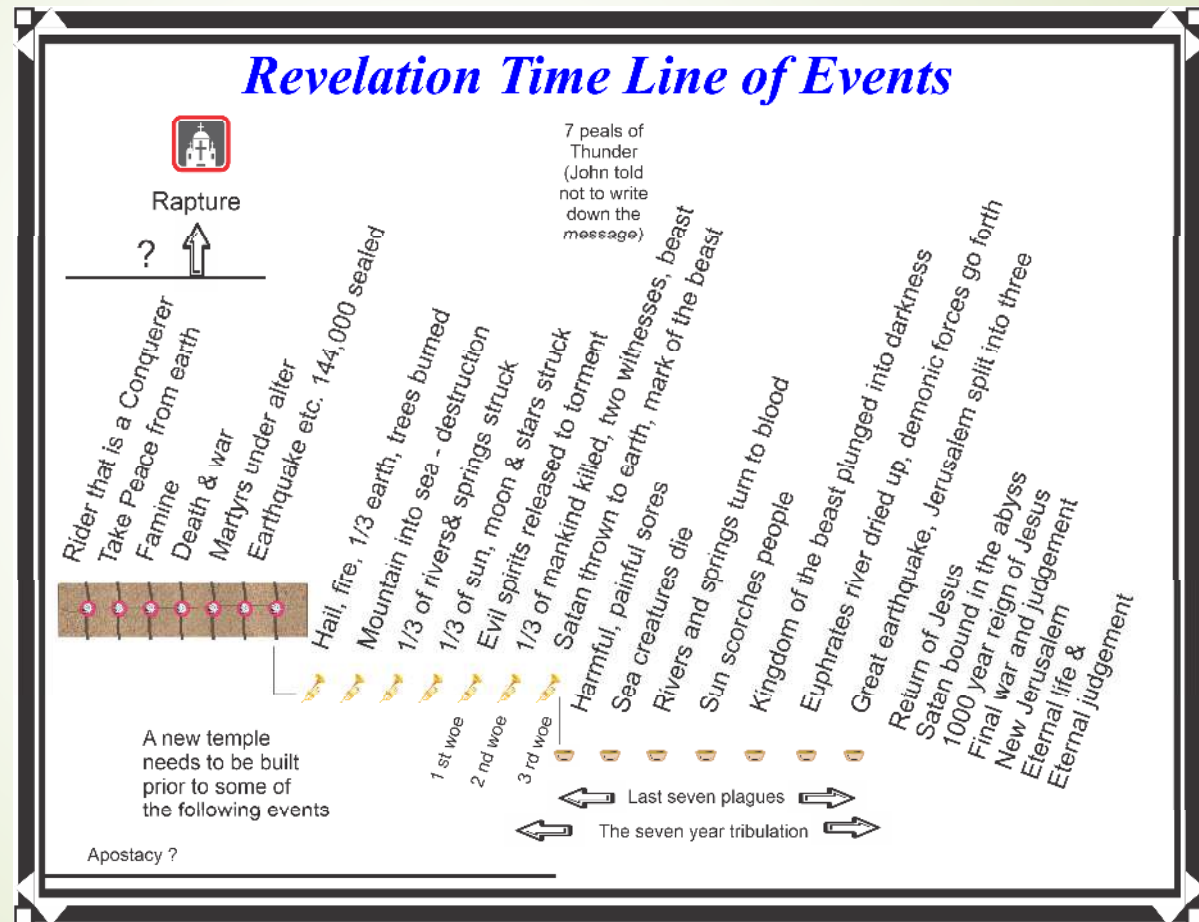 Revelation Time Line of Events
7 peals of
Thunder
(John told
not to write
down the
message)
Rapture
?
Rider that is a Conquerer
Take Peace from earth
Famine
Death & war
Martyrs under alter
Earthquake etc. 144,000 sealed
Hail, fire, 1/3 earth, trees burned
Mountain into sea - destruction
1/3 of rivers& springs struck
1/3 of sun, moon & stars struck
Evil spirits released to torment
1/3 of mankind killed, two witnesses, beast
Satan thrown to earth, mark of the beast
Harmful, painful sores
Sea creatures die
Rivers and springs turn to blood
Sun scorches people
Kingdom of the beast plunged into darkness
Euphrates river dried up, demonic forces go forth
Great earthquake, Jerusalem split into three
Return of Jesus
Satan bound in the abyss
1000 year reign of Jesus
Final war and judgement
New Jerusalem
Eternal life &
Eternal judgement
1 st woe
2 nd woe
3 rd woe
A new temple
needs to be built
prior to some of
the following events
Last seven plagues
The seven year tribulation
Apostacy ?